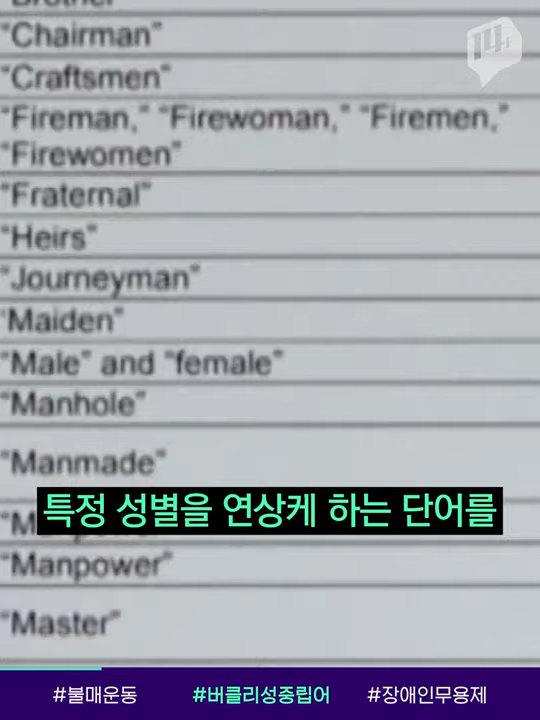 14F
"Chairman"
"Craftsmen"
"Fireman," "Firewoman," "Firemen,"
"Firewomen"
"Fraternal"
"Heirs"
"Journeyman"
"Maiden"
"Male" and "female"
"Manhole"
"Manmade"
특정 성별을 연상케 하는 단어를
"Manpower"
"Master"
#불매운동 #버클리성중립어 #장애인무용제